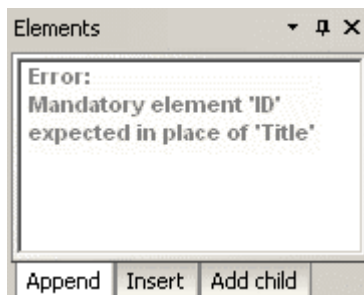 Elements
Error:
Mandatory element 'ID'
expected in place of 'Title'
Append Insert Add child